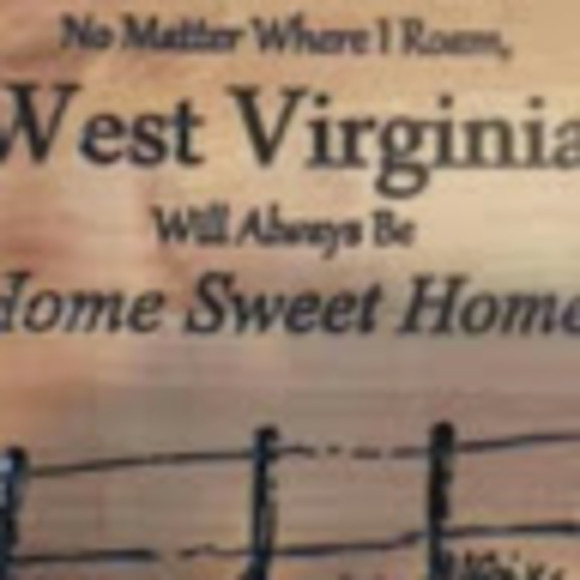 No Matter Where I Roam,
West Virginia
Will Always Be
Home Sweet Home